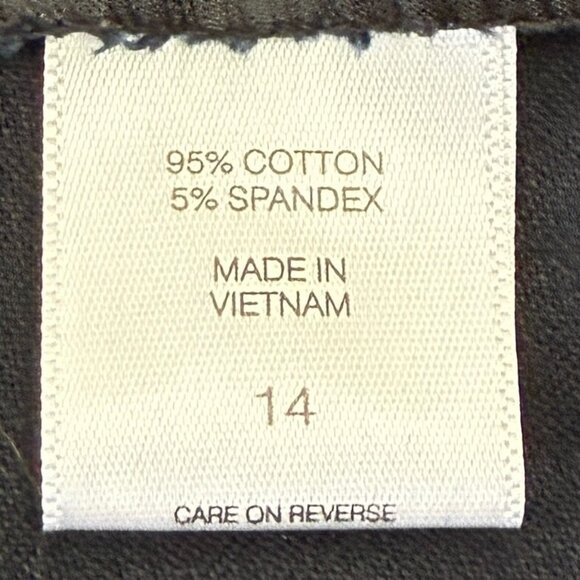 95% COTTON
5% SPANDEX
MADE IN
VIETNAM
14
CARE ON REVERSE